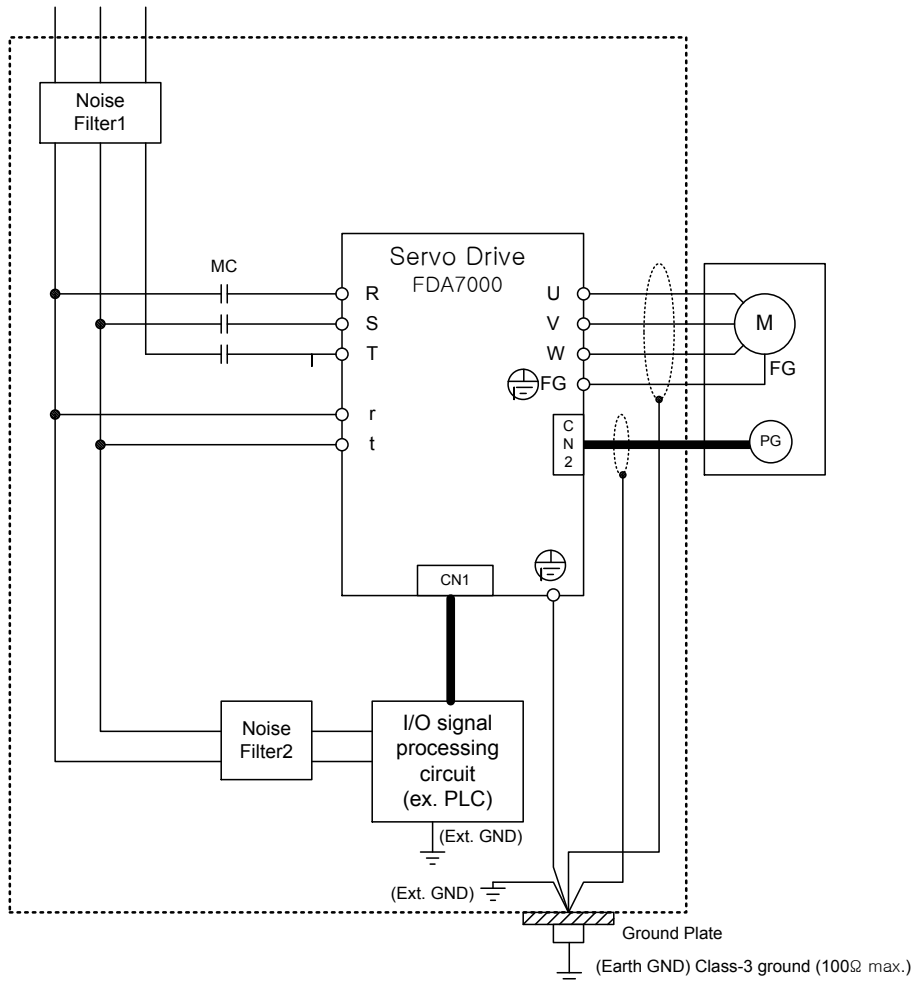 Noise
Filter1
MC
Servo Drive
FDA7000
R
S
T
r
t
U
V
W
FG
C
N
2
CN1
M
FG
PG
Noise
Filter2
I/O signal
processing
circuit
(ex. PLC)
(Ext. GND)
(Ext. GND)
Ground Plate
(Earth GND) Class-3 ground (100Ω max.)